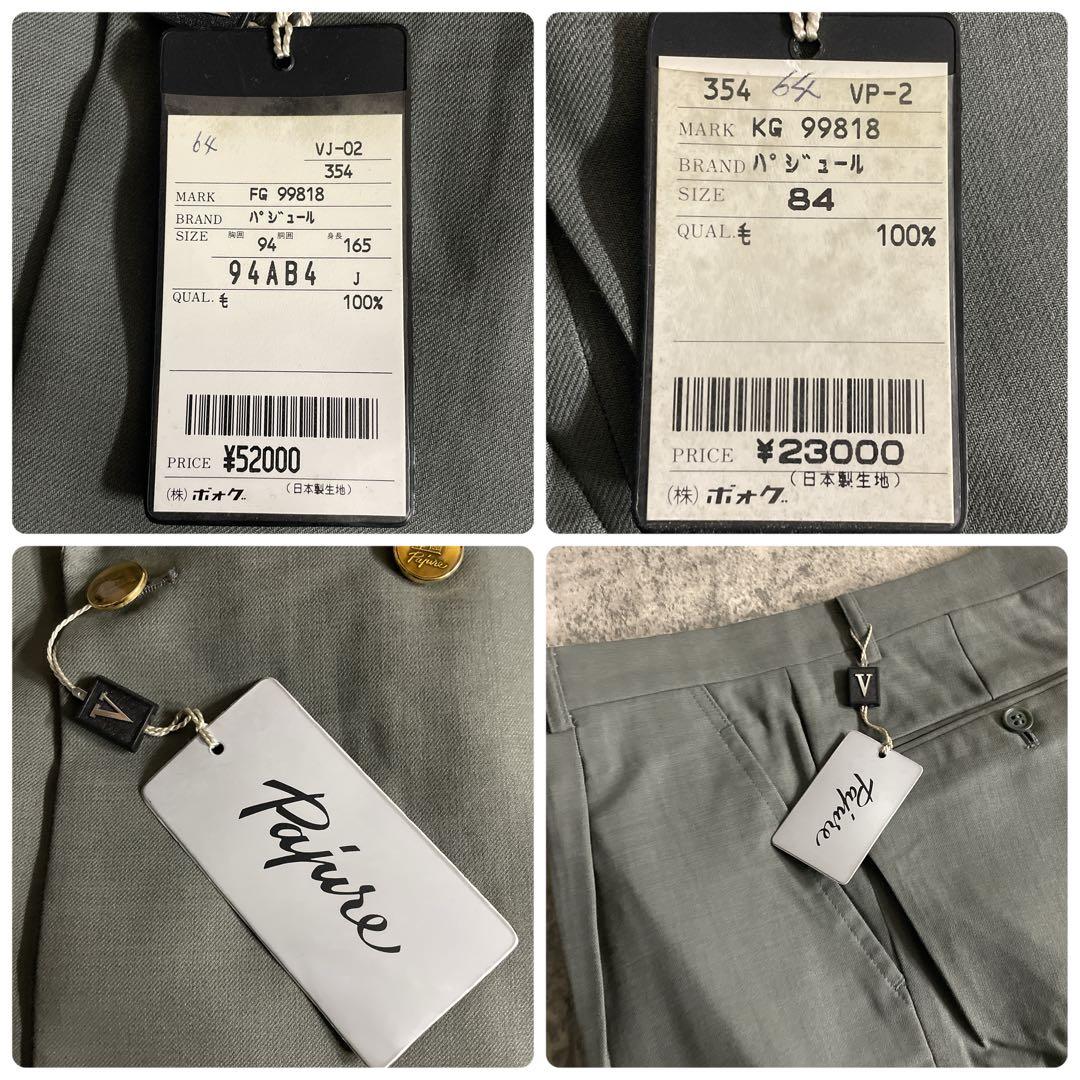 64
VJ-02
354
MARK FG 99818
BRAND パジュール
SIZE 胸囲 94 胴囲 身長 165
94AB4 J
QUAL. 毛 100%
PRICE ¥52000
(株) ボォグ (日本製生地)
354 64 VP-2
MARK KG 99818
BRAND パジュール
SIZE 84
QUAL. 毛 100%
PRICE ¥23000
(株) ボォグ (日本製生地)
Pajure
V
Pajure
V
Pajure